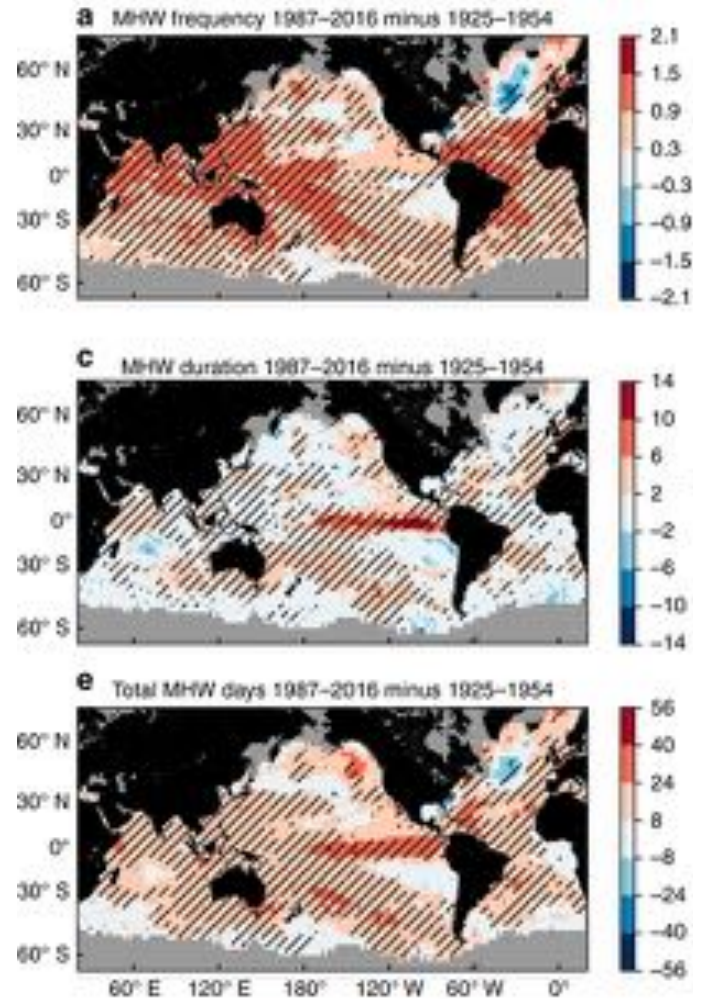 a MHW frequency 1987–2016 minus 1925–1954
2.1
60° N
1.5
30° N
0.9
0.3
0°
−0.3
30° S
−0.9
−1.5
60° S
−2.1
c MHW duration 1987–2016 minus 1925–1954
14
60° N
10
30° N
6
2
0°
−2
30° S
−6
−10
60° S
−14
e Total MHW days 1987–2016 minus 1925–1954
56
60° N
40
30° N
24
8
0°
−8
30° S
−24
−40
60° S
−56
60° E 120° E 180° 120° W 60° W 0°